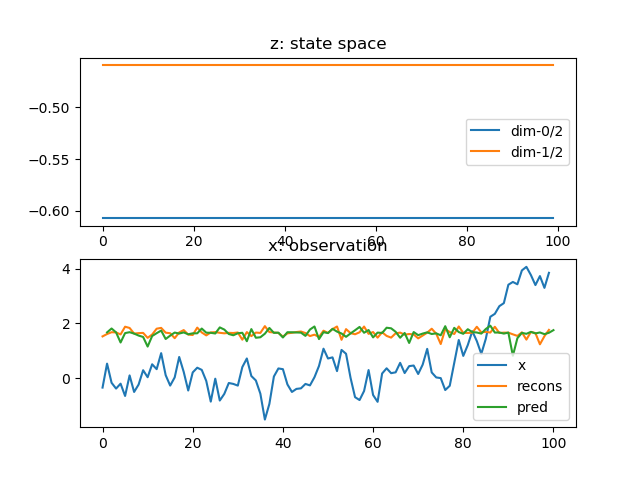 z: state space
−0.50
−0.55
−0.60
dim-0/2
dim-1/2
0 20 40 60 80 100
x: observation
4
2
0
x
recons
pred
0 20 40 60 80 100